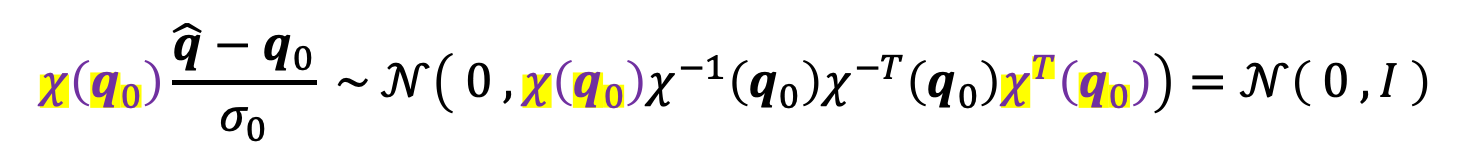 χ(q₀) (q̂ − q₀)/σ₀ ~ 𝒩( 0 , χ(q₀)χ⁻¹(q₀)χ⁻ᵀ(q₀)χᵀ(q₀)) = 𝒩( 0 , I )